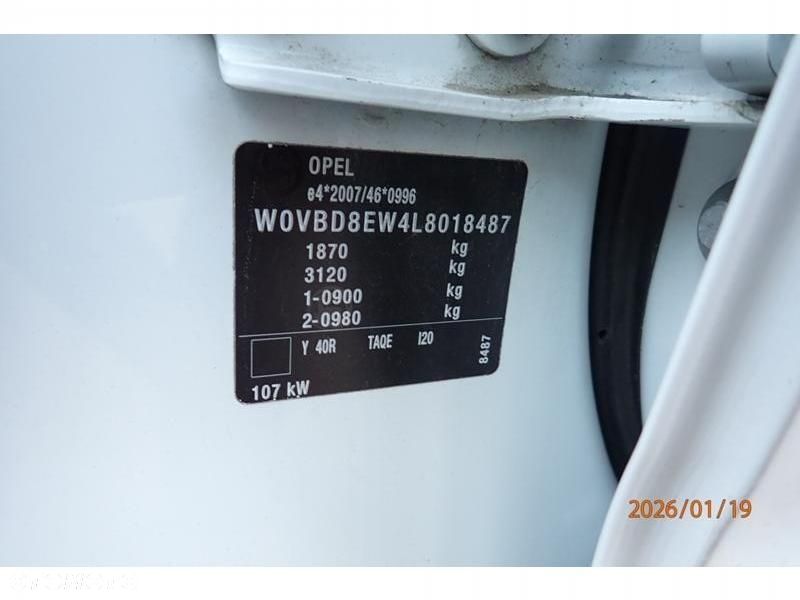 OPEL
e4*2007/46*0996
W0VBD8EW4L8018487
1870 kg
3120 kg
1-0900 kg
2-0980 kg
Y 40R TAQE I20
8487
107 kW
2026/01/19